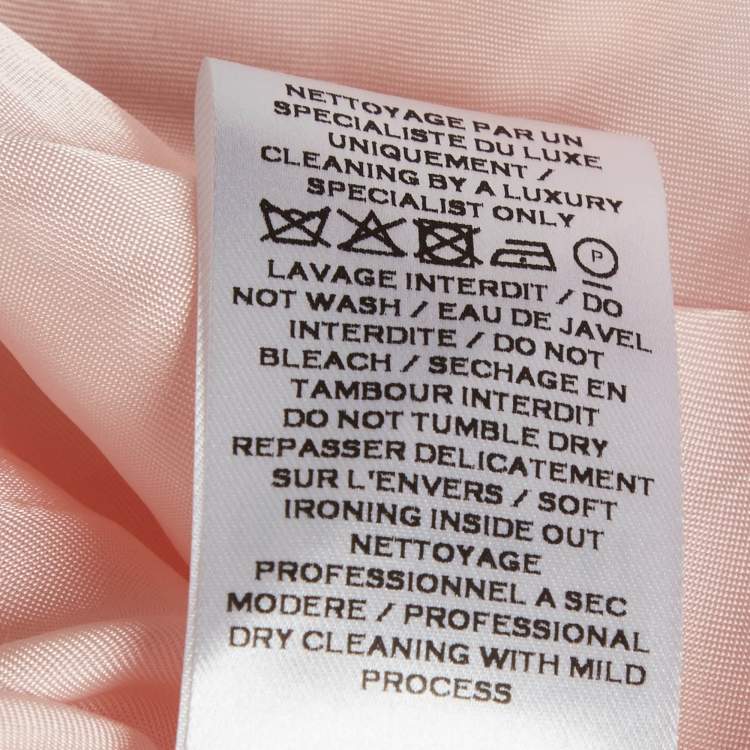 NETTOYAGE PAR UN
SPECIALISTE DU LUXE
UNIQUEMENT /
CLEANING BY A LUXURY
SPECIALIST ONLY
P
LAVAGE INTERDIT / DO
NOT WASH / EAU DE JAVEL
INTERDITE / DO NOT
BLEACH / SECHAGE EN
TAMBOUR INTERDIT
DO NOT TUMBLE DRY
REPASSER DELICATEMENT
SUR L'ENVERS / SOFT
IRONING INSIDE OUT
NETTOYAGE
PROFESSIONNEL A SEC
MODERE / PROFESSIONAL
DRY CLEANING WITH MILD
PROCESS